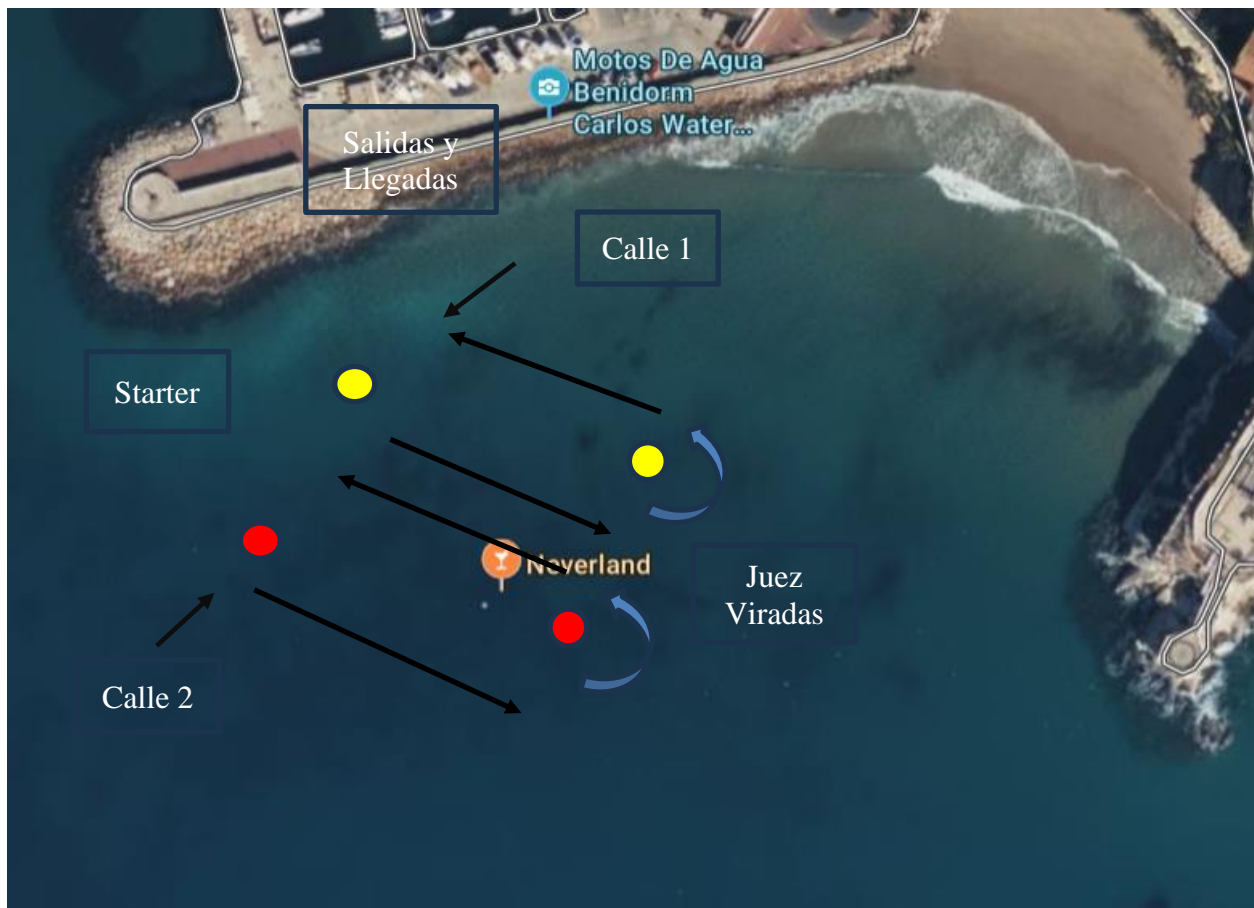 Motos De Agua
Benidorm
Carlos Water...
Salidas y
Llegadas
Calle 1
Starter
Neverland
Juez
Viradas
Calle 2